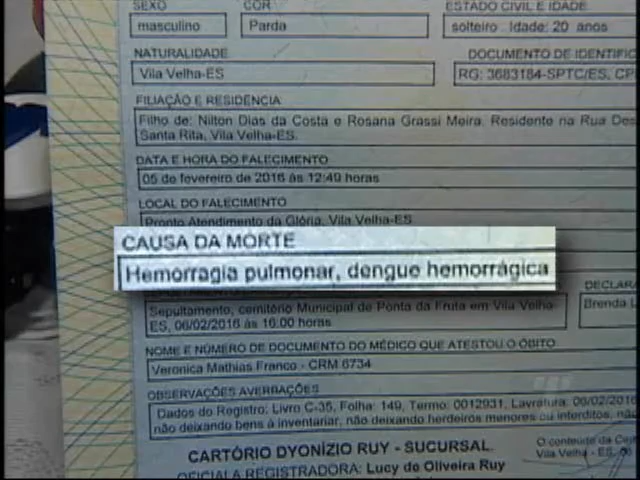 SEXO COR ESTADO CIVIL E IDADE
masculino Parda solteiro - Idade: 20 anos
NATURALIDADE DOCUMENTO DE IDENTIFIC
Vila Velha-ES RG: 3683184-SPTC/ES, CP
FILIAÇÃO E RESIDÊNCIA
Filho de: Nilton Dias da Costa e Rosana Grassi Meira. Residente na Rua Des
Santa Rita, Vila Velha-ES.
DATA E HORA DO FALECIMENTO
05 de fevereiro de 2016 às 12:49 horas
LOCAL DO FALECIMENTO
Pronto Atendimento da Glória, Vila Velha-ES
CAUSA DA MORTE
Hemorragia pulmonar, dengue hemorrágica
DECLARA
Sepultamento, cemitério Municipal de Ponta da Fruta em Vila Velha- Brenda
ES, 06/02/2016 às 16:00 horas
NOME E NÚMERO DE DOCUMENTO DO MÉDICO QUE ATESTOU O ÓBITO
Veronica Mathias Franco - CRM 6734
OBSERVAÇÕES AVERBAÇÕES
Dados do Registro: Livro C-35, Folha: 149, Termo: 0012931, Lavratura: 06/02/2016
não deixando bens à inventariar, não deixando herdeiros menores ou interditos, não
CARTÓRIO DYONÍZIO RUY - SUCURSAL O conteúdo da Ce
Vila Velha - ES, 06
OFICIALA REGISTRADORA: Lucy de Oliveira Ruy